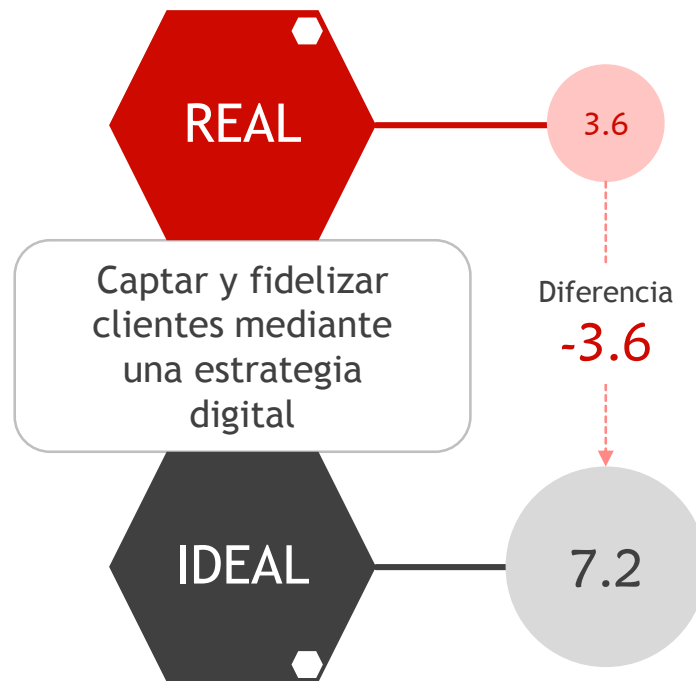 REAL
3.6
Captar y fidelizar
clientes mediante
una estrategia
digital
Diferencia
-3.6
IDEAL
7.2